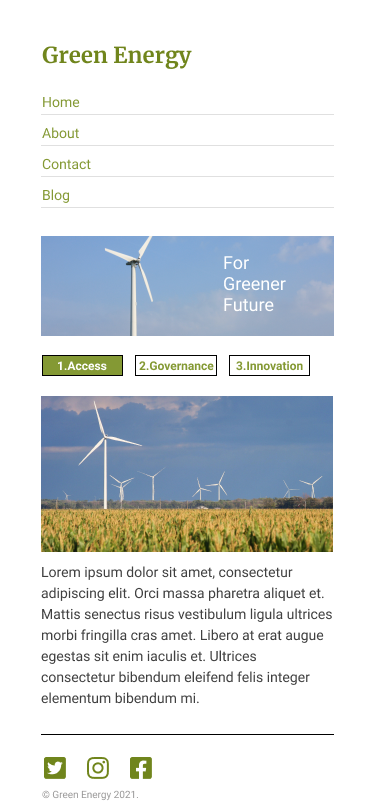 Green Energy
Home
About
Contact
Blog
For
Greener
Future
1.Access
2.Governance
3.Innovation
Lorem ipsum dolor sit amet, consectetur
adipiscing elit. Orci massa pharetra aliquet et.
Mattis senectus risus vestibulum ligula ultrices
morbi fringilla cras amet. Libero at erat augue
egestas sit enim iaculis et. Ultrices
consectetur bibendum eleifend felis integer
elementum bibendum mi.
© Green Energy 2021.